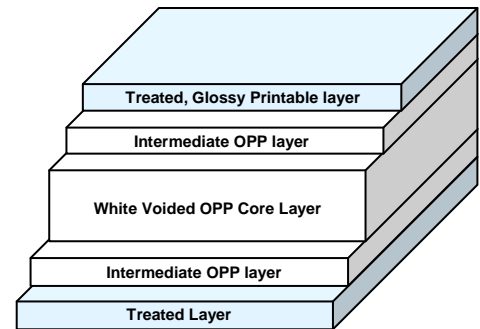 Treated, Glossy Printable layer
Intermediate OPP layer
White Voided OPP Core Layer
Intermediate OPP layer
Treated Layer